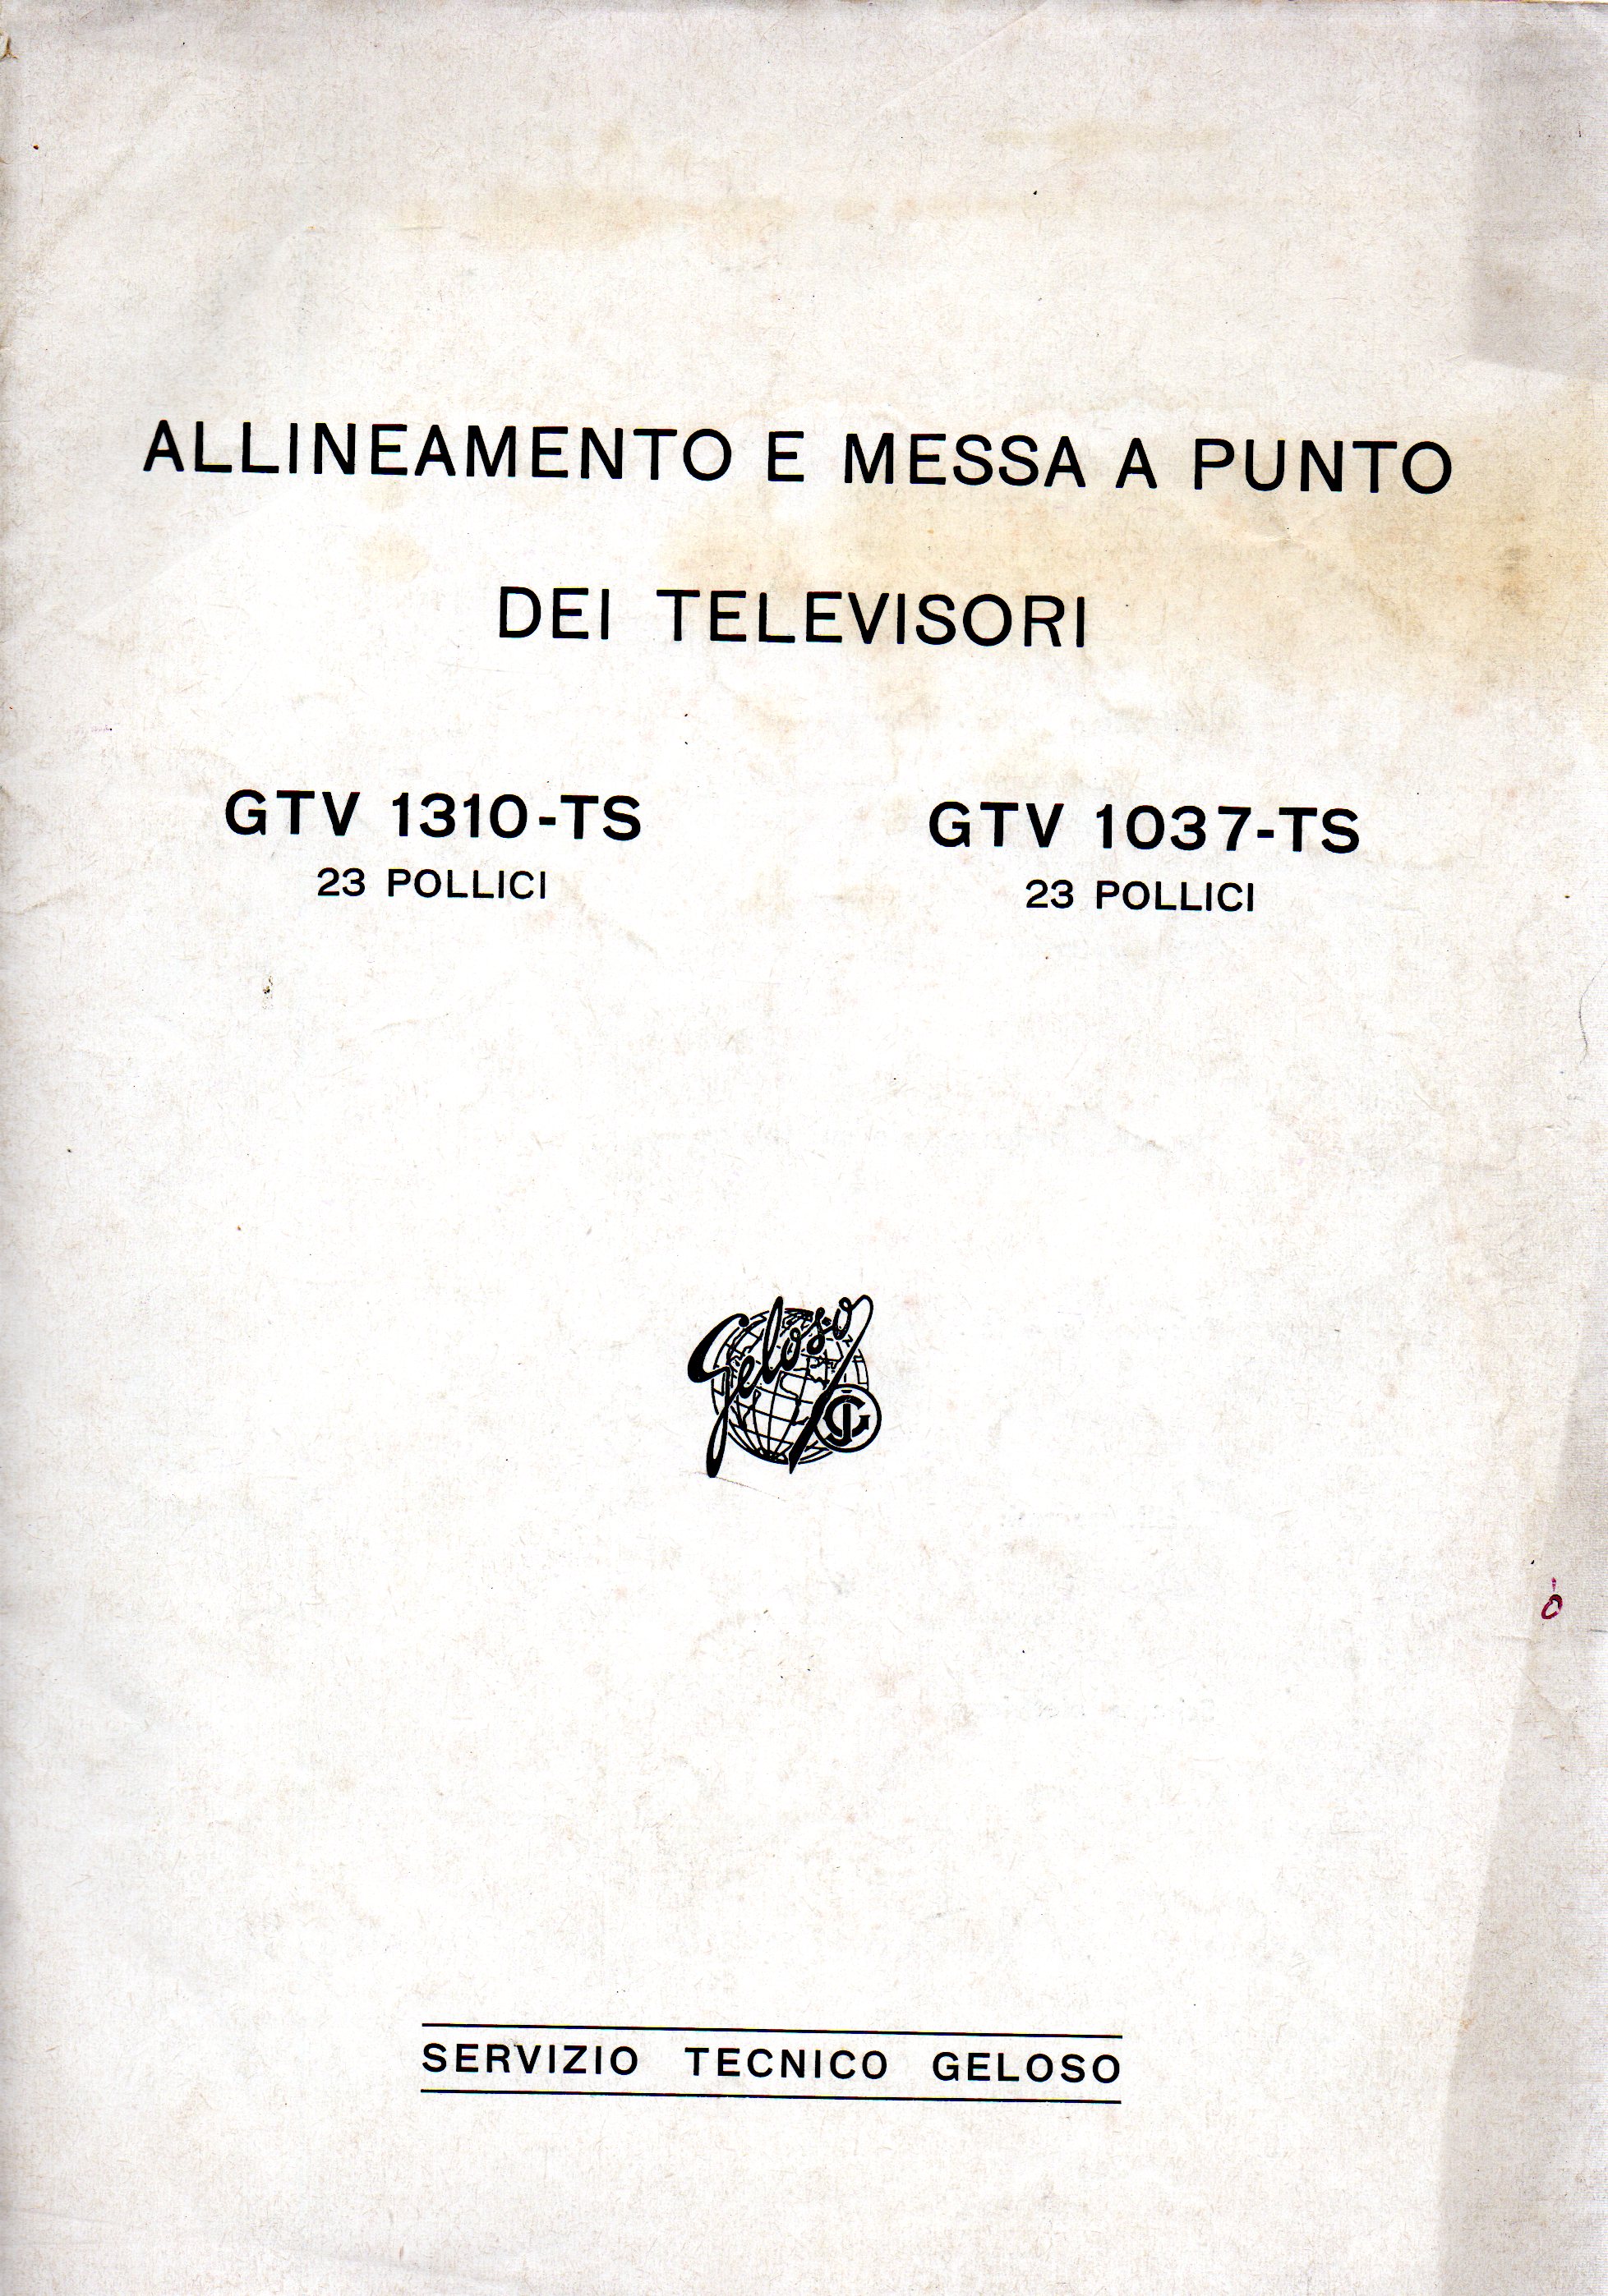 ALLINEAMENTO E MESSA A PUNTO
DEI TELEVISORI
GTV 1310-TS
23 POLLICI
GTV 1037-TS
23 POLLICI
Geloso
SERVIZIO TECNICO GELOSO